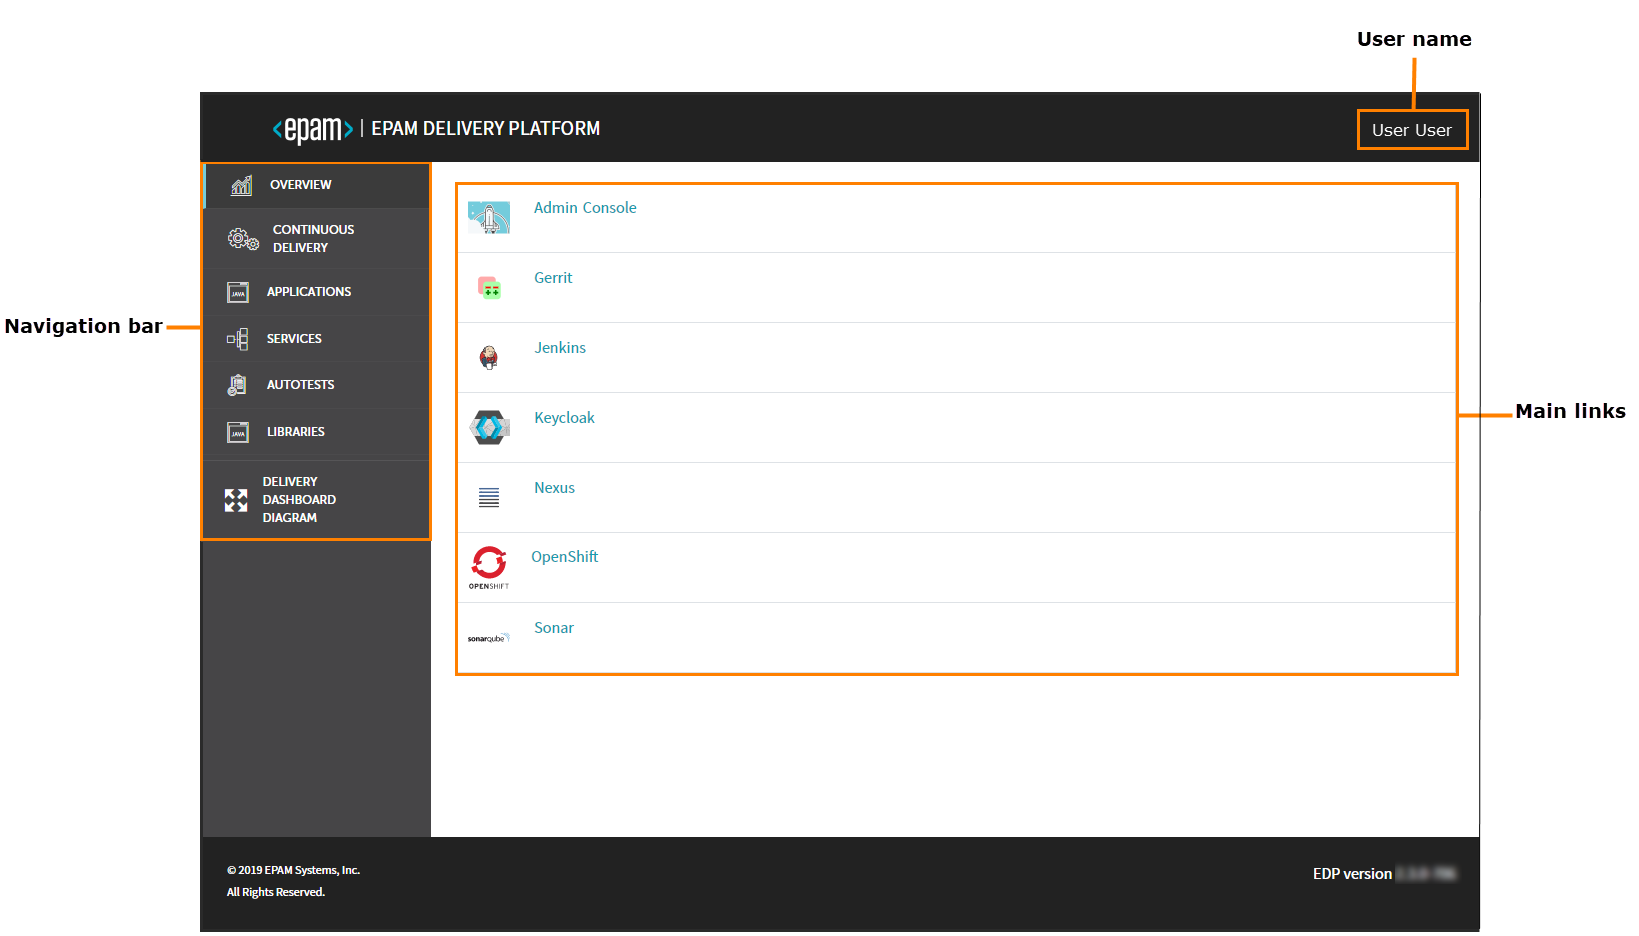 User name
<epam> | EPAM DELIVERY PLATFORM
User User
OVERVIEW
CONTINUOUS
DELIVERY
JAVA
APPLICATIONS
SERVICES
AUTOTESTS
JAVA
LIBRARIES
DELIVERY
DASHBOARD
DIAGRAM
Navigation bar
Admin Console
Gerrit
Jenkins
Keycloak
Nexus
OpenShift
OPENSHIFT
Sonar
sonarqube
Main links
© 2019 EPAM Systems, Inc.
All Rights Reserved.
EDP version